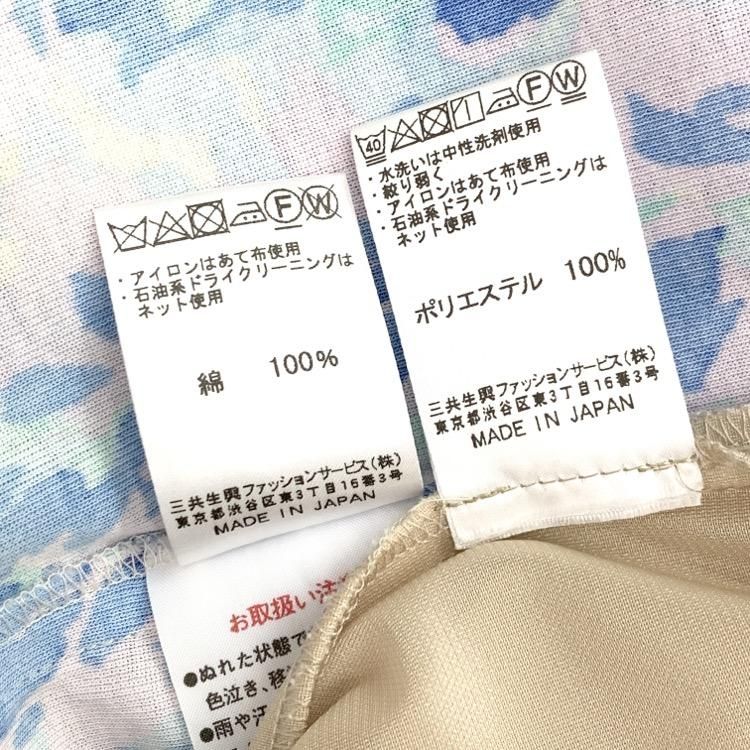 F W
・アイロンはあて布使用
・石油系ドライクリーニングは
ネット使用
綿 100%
三共生興ファッションサービス(株)
東京都渋谷区東3丁目16番3号
MADE IN JAPAN
40 F W
・水洗いは中性洗剤使用
・絞り弱く
・アイロンはあて布使用
・石油系ドライクリーニングは
ネット使用
ポリエステル 100%
三共生興ファッションサービス(株)
東京都渋谷区東3丁目16番3号
MADE IN JAPAN
お取扱い注
●ぬれた状態で
色泣き、移
●雨や汗